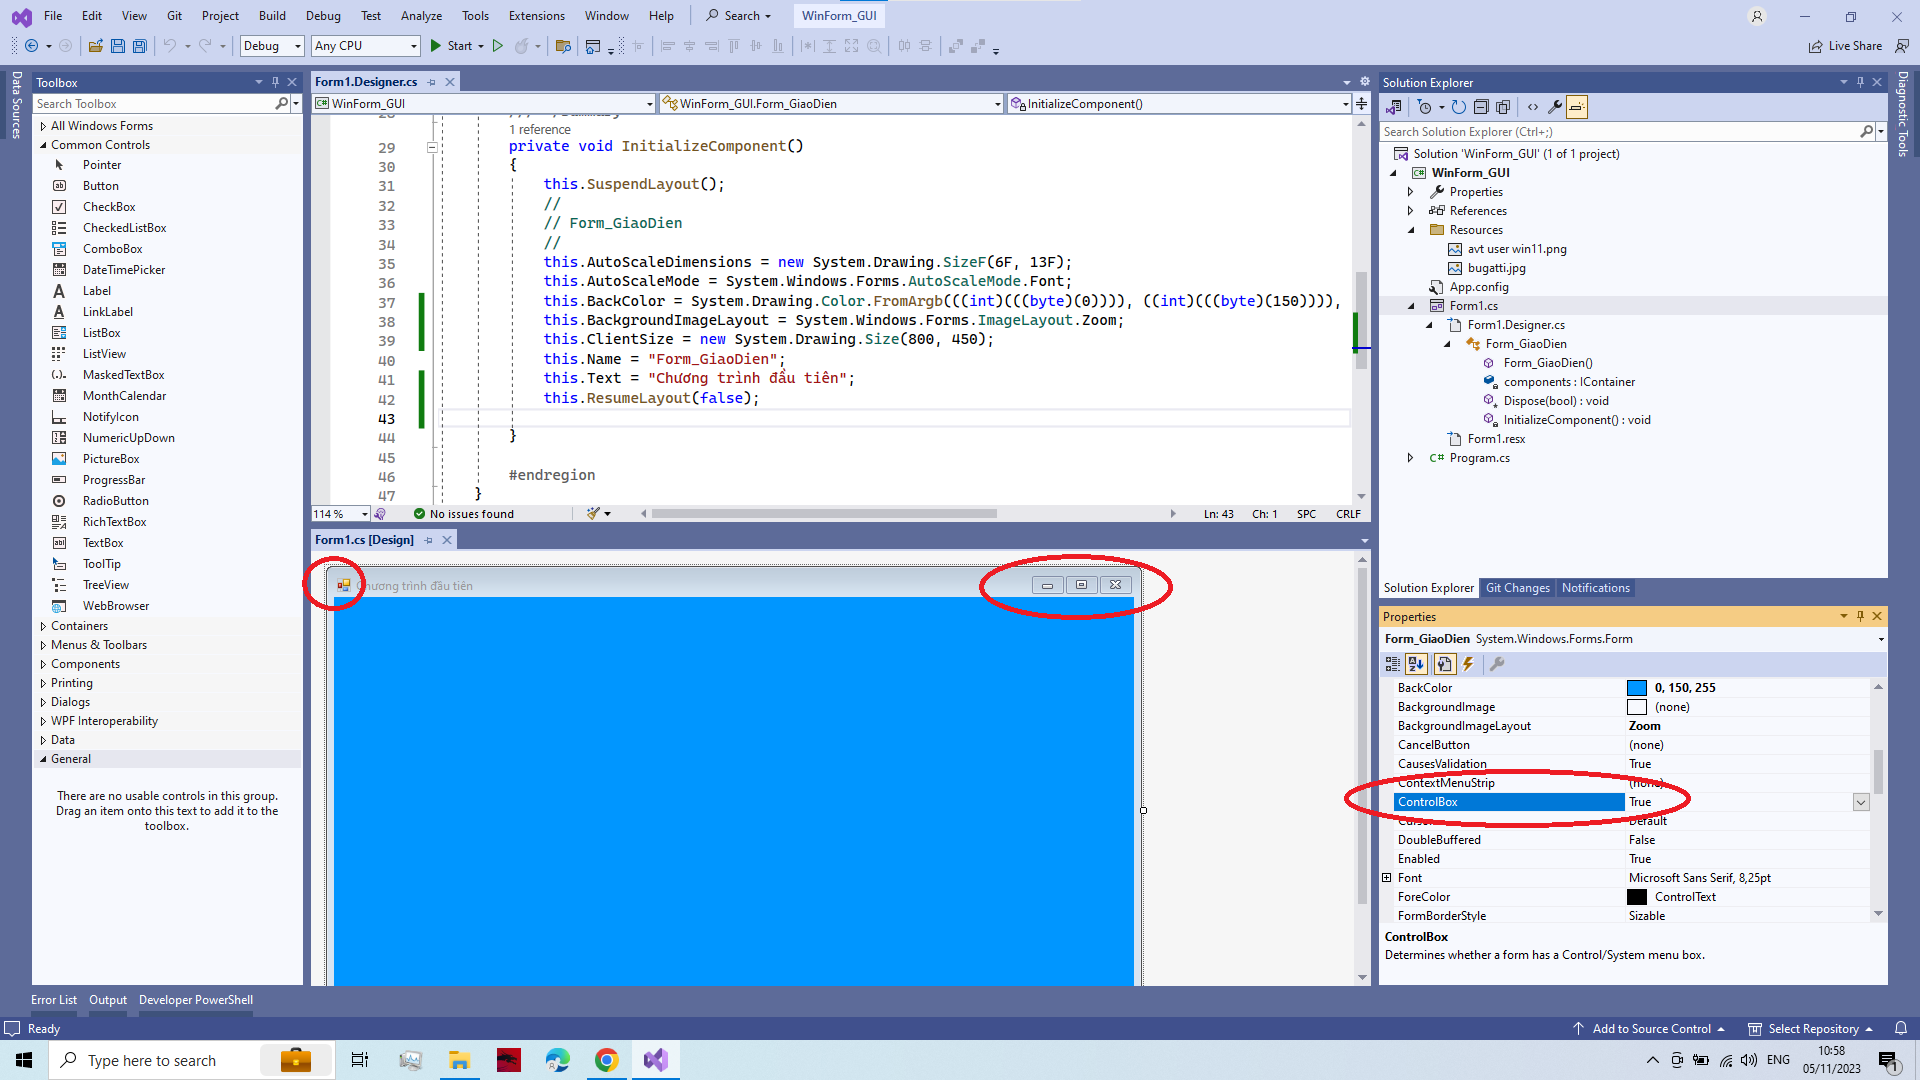 File Edit View Git Project Build Debug Test Analyze Tools Extensions Window Help Search WinForm_GUI
Debug Any CPU Start Live Share
Data Sources
Toolbox
Search Toolbox
All Windows Forms
Common Controls
Pointer
Button
CheckBox
CheckedListBox
ComboBox
DateTimePicker
Label
LinkLabel
ListBox
ListView
MaskedTextBox
MonthCalendar
NotifyIcon
NumericUpDown
PictureBox
ProgressBar
RadioButton
RichTextBox
TextBox
ToolTip
TreeView
WebBrowser
Containers
Menus & Toolbars
Components
Printing
Dialogs
WPF Interoperability
Data
General
There are no usable controls in this group.
Drag an item onto this text to add it to the
toolbox.
Form1.Designer.cs
WinForm_GUI WinForm_GUI.Form_GiaoDien InitializeComponent()
1 reference
29 private void InitializeComponent()
30 {
31 this.SuspendLayout();
32 //
33 // Form_GiaoDien
34 //
35 this.AutoScaleDimensions = new System.Drawing.SizeF(6F, 13F);
36 this.AutoScaleMode = System.Windows.Forms.AutoScaleMode.Font;
37 this.BackColor = System.Drawing.Color.FromArgb(((int)(((byte)(0)))), ((int)(((byte)(150)))),
38 this.BackgroundImageLayout = System.Windows.Forms.ImageLayout.Zoom;
39 this.ClientSize = new System.Drawing.Size(800, 450);
40 this.Name = "Form_GiaoDien";
41 this.Text = "Chương trình đầu tiên";
42 this.ResumeLayout(false);
43
44 }
45
46 #endregion
47 }
114 % No issues found Ln: 43 Ch: 1 SPC CRLF
Form1.cs [Design]
Chương trình đầu tiên
Solution Explorer
Search Solution Explorer (Ctrl+;)
Solution 'WinForm_GUI' (1 of 1 project)
WinForm_GUI
Properties
References
Resources
avt user win11.png
bugatti.jpg
App.config
Form1.cs
Form1.Designer.cs
Form_GiaoDien
Form_GiaoDien()
components : IContainer
Dispose(bool) : void
InitializeComponent() : void
Form1.resx
C# Program.cs
Solution Explorer Git Changes Notifications
Diagnostic Tools
Properties
Form_GiaoDien System.Windows.Forms.Form
BackColor 0, 150, 255
BackgroundImage (none)
BackgroundImageLayout Zoom
CancelButton (none)
CausesValidation True
ContextMenuStrip (none)
ControlBox True
Cursor Default
DoubleBuffered False
Enabled True
Font Microsoft Sans Serif, 8,25pt
ForeColor ControlText
FormBorderStyle Sizable
ControlBox
Determines whether a form has a Control/System menu box.
Error List Output Developer PowerShell
Ready Add to Source Control Select Repository
Type here to search ENG 10:58
05/11/2023 1